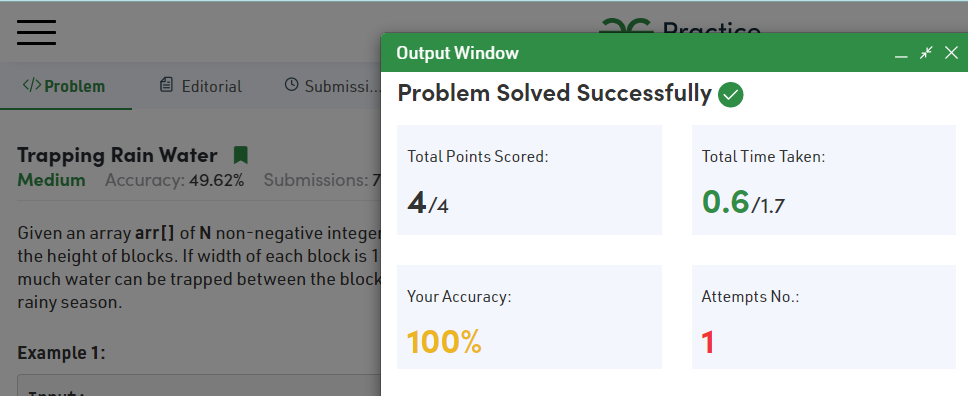 Practice
Output Window
Problem
Editorial
Submissi...
Problem Solved Successfully
Trapping Rain Water
Medium Accuracy: 49.62% Submissions: 7
Given an array arr[] of N non-negative integer
the height of blocks. If width of each block is 1
much water can be trapped between the block
rainy season.
Example 1:
Input:
Total Points Scored:
4/4
Total Time Taken:
0.6/1.7
Your Accuracy:
100%
Attempts No.:
1